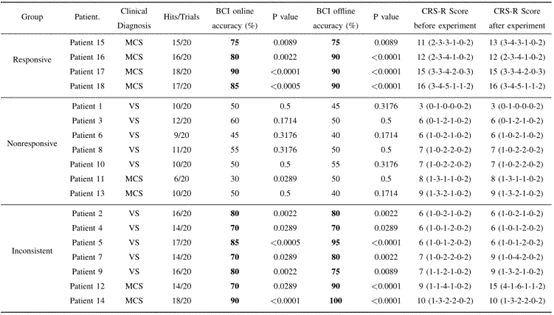 Group Patient. Clinical Diagnosis Hits/Trials BCI online accuracy (%) P value BCI offline accuracy (%) P value CRS-R Score before experiment CRS-R Score after experiment
Responsive
Patient 15 MCS 15/20 75 0.0089 75 0.0089 11 (2-3-3-1-0-2) 13 (3-4-3-1-0-2)
Patient 16 MCS 16/20 80 0.0022 90 <0.0001 12 (2-3-4-1-0-2) 12 (2-3-4-1-0-2)
Patient 17 MCS 18/20 90 <0.0001 90 <0.0001 15 (3-3-4-2-0-3) 15 (3-3-4-2-0-3)
Patient 18 MCS 17/20 85 <0.0005 90 <0.0001 16 (3-4-5-1-1-2) 16 (3-4-5-1-1-2)
Nonresponsive
Patient 1 VS 10/20 50 0.5 45 0.3176 3 (0-1-0-0-0-2) 3 (0-1-0-0-0-2)
Patient 3 VS 12/20 60 0.1714 50 0.5 6 (0-1-2-1-0-2) 6 (0-1-2-1-0-2)
Patient 6 VS 9/20 45 0.3176 40 0.1714 6 (1-0-2-1-0-2) 6 (1-0-2-1-0-2)
Patient 8 VS 11/20 55 0.3176 50 0.5 7 (1-0-2-2-0-2) 7 (1-0-2-2-0-2)
Patient 10 VS 10/20 50 0.5 55 0.3176 7 (1-0-2-2-0-2) 7 (1-0-2-2-0-2)
Patient 11 MCS 6/20 30 0.0289 50 0.5 8 (1-3-1-1-0-2) 8 (1-3-1-1-0-2)
Patient 13 MCS 10/20 50 0.5 40 0.1714 9 (1-3-2-1-0-2) 9 (1-3-2-1-0-2)
Inconsistent
Patient 2 VS 16/20 80 0.0022 80 0.0022 6 (1-0-2-1-0-2) 6 (1-0-2-1-0-2)
Patient 4 VS 14/20 70 0.0289 70 0.0289 6 (1-0-1-2-0-2) 6 (1-0-1-2-0-2)
Patient 5 VS 17/20 85 <0.0005 95 <0.0001 6 (1-0-1-2-0-2) 6 (1-0-1-2-0-2)
Patient 7 VS 14/20 70 0.0289 80 0.0022 7 (1-0-2-2-0-2) 9 (1-0-4-2-0-2)
Patient 9 VS 16/20 80 0.0022 75 0.0089 7 (1-1-2-1-0-2) 9 (1-3-2-1-0-2)
Patient 12 MCS 14/20 70 0.0289 90 <0.0001 9 (1-1-4-1-0-2) 15 (4-1-6-1-1-2)
Patient 14 MCS 18/20 90 <0.0001 100 <0.0001 10 (1-3-2-2-0-2) 10 (1-3-2-2-0-2)